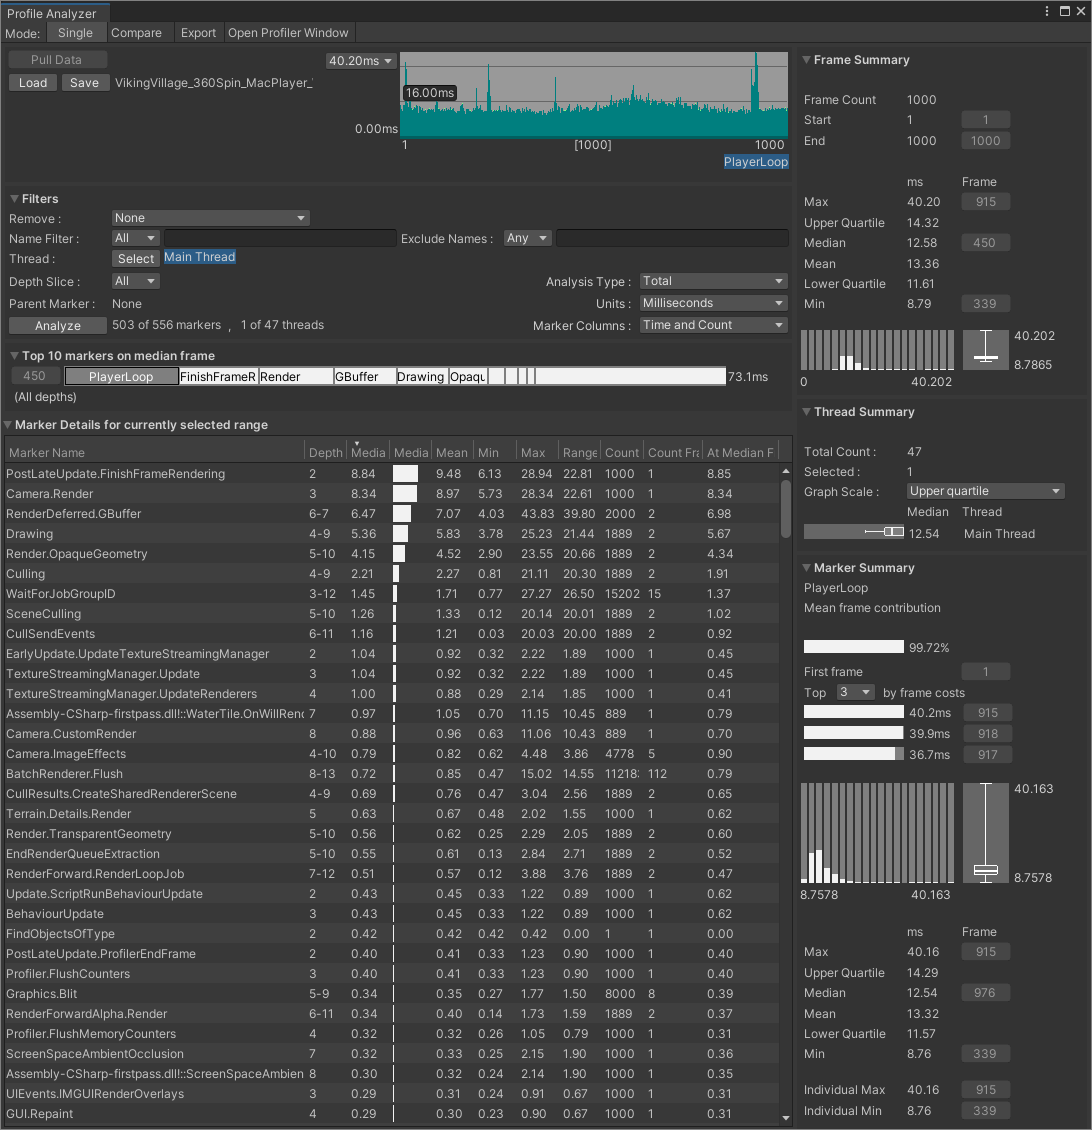 Profile Analyzer
Mode: Single Compare Export Open Profiler Window
Pull Data
Load Save VikingVillage_360Spin_MacPlayer_
40.20ms
16.00ms
0.00ms
1 [1000] 1000
PlayerLoop
Filters
Remove : None
Name Filter : All Exclude Names : Any
Thread : Select Main Thread
Depth Slice : All Analysis Type : Total
Parent Marker : None Units : Milliseconds
Analyze 503 of 556 markers , 1 of 47 threads Marker Columns : Time and Count
Top 10 markers on median frame
450 PlayerLoop FinishFrameR Render GBuffer Drawing Opaqu 73.1ms
(All depths)
Marker Details for currently selected range
Marker Name Depth Media Media Mean Min Max Range Count Count Fra At Median F
PostLateUpdate.FinishFrameRendering 2 8.84 9.48 6.13 28.94 22.81 1000 1 8.85
Camera.Render 3 8.34 8.97 5.73 28.34 22.61 1000 1 8.34
RenderDeferred.GBuffer 6-7 6.47 7.07 4.03 43.83 39.80 2000 2 6.98
Drawing 4-9 5.36 5.83 3.78 25.23 21.44 1889 2 5.67
Render.OpaqueGeometry 5-10 4.15 4.52 2.90 23.55 20.66 1889 2 4.34
Culling 4-9 2.21 2.27 0.81 21.11 20.30 1889 2 1.91
WaitForJobGroupID 3-12 1.45 1.71 0.77 27.27 26.50 15202 15 1.37
SceneCulling 5-10 1.26 1.33 0.12 20.14 20.01 1889 2 1.02
CullSendEvents 6-11 1.16 1.21 0.03 20.03 20.00 1889 2 0.92
EarlyUpdate.UpdateTextureStreamingManager 2 1.04 0.92 0.32 2.22 1.89 1000 1 0.45
TextureStreamingManager.Update 3 1.04 0.92 0.32 2.22 1.89 1000 1 0.45
TextureStreamingManager.UpdateRenderers 4 1.00 0.88 0.29 2.14 1.85 1000 1 0.41
Assembly-CSharp-firstpass.dll!::WaterTile.OnWillRend 7 0.97 1.05 0.70 11.15 10.45 889 1 0.79
Camera.CustomRender 8 0.88 0.96 0.63 11.06 10.43 889 1 0.70
Camera.ImageEffects 4-10 0.79 0.82 0.62 4.48 3.86 4778 5 0.90
BatchRenderer.Flush 8-13 0.72 0.85 0.47 15.02 14.55 11218 112 0.79
CullResults.CreateSharedRendererScene 4-9 0.69 0.76 0.47 3.04 2.56 1889 2 0.65
Terrain.Details.Render 5 0.63 0.67 0.48 2.02 1.55 1000 1 0.62
Render.TransparentGeometry 5-10 0.56 0.62 0.25 2.29 2.05 1889 2 0.60
EndRenderQueueExtraction 5-10 0.55 0.61 0.13 2.84 2.71 1889 2 0.52
RenderForward.RenderLoopJob 7-12 0.51 0.57 0.12 3.88 3.76 1889 2 0.47
Update.ScriptRunBehaviourUpdate 2 0.43 0.45 0.33 1.22 0.89 1000 1 0.62
BehaviourUpdate 3 0.43 0.45 0.33 1.22 0.89 1000 1 0.62
FindObjectsOfType 2 0.42 0.42 0.42 0.42 0.00 1 1 0.00
PostLateUpdate.ProfilerEndFrame 2 0.40 0.41 0.33 1.23 0.90 1000 1 0.40
Profiler.FlushCounters 3 0.40 0.41 0.33 1.23 0.90 1000 1 0.40
Graphics.Blit 5-9 0.34 0.35 0.27 1.77 1.50 8000 8 0.39
RenderForwardAlpha.Render 6-11 0.34 0.40 0.14 1.73 1.59 1889 2 0.37
Profiler.FlushMemoryCounters 4 0.32 0.32 0.26 1.05 0.79 1000 1 0.31
ScreenSpaceAmbientOcclusion 7 0.32 0.33 0.25 2.15 1.90 1000 1 0.36
Assembly-CSharp-firstpass.dll!::ScreenSpaceAmbien 8 0.30 0.32 0.24 2.14 1.90 1000 1 0.35
UIEvents.IMGUIRenderOverlays 3 0.29 0.31 0.24 0.91 0.67 1000 1 0.31
GUI.Repaint 4 0.29 0.30 0.23 0.90 0.67 1000 1 0.31
Frame Summary
Frame Count 1000
Start 1 1
End 1000 1000
ms Frame
Max 40.20 915
Upper Quartile 14.32
Median 12.58 450
Mean 13.36
Lower Quartile 11.61
Min 8.79 339
40.202
8.7865
0 40.202
Thread Summary
Total Count : 47
Selected : 1
Graph Scale : Upper quartile
Median Thread
12.54 Main Thread
Marker Summary
PlayerLoop
Mean frame contribution
99.72%
First frame 1
Top 3 by frame costs
40.2ms 915
39.9ms 918
36.7ms 917
40.163
8.7578
8.7578 40.163
ms Frame
Max 40.16 915
Upper Quartile 14.29
Median 12.54 976
Mean 13.32
Lower Quartile 11.57
Min 8.76 339
Individual Max 40.16 915
Individual Min 8.76 339